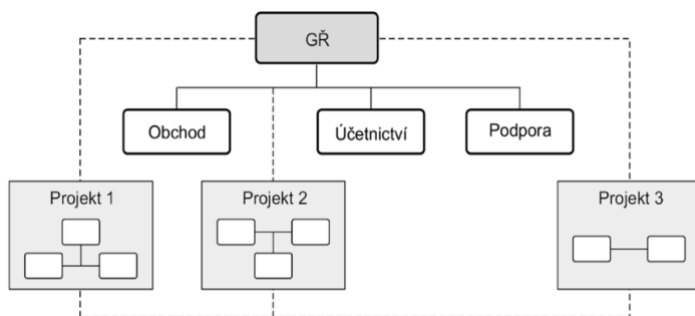 GŘ
Obchod
Účetnictví
Podpora
Projekt 1
Projekt 2
Projekt 3